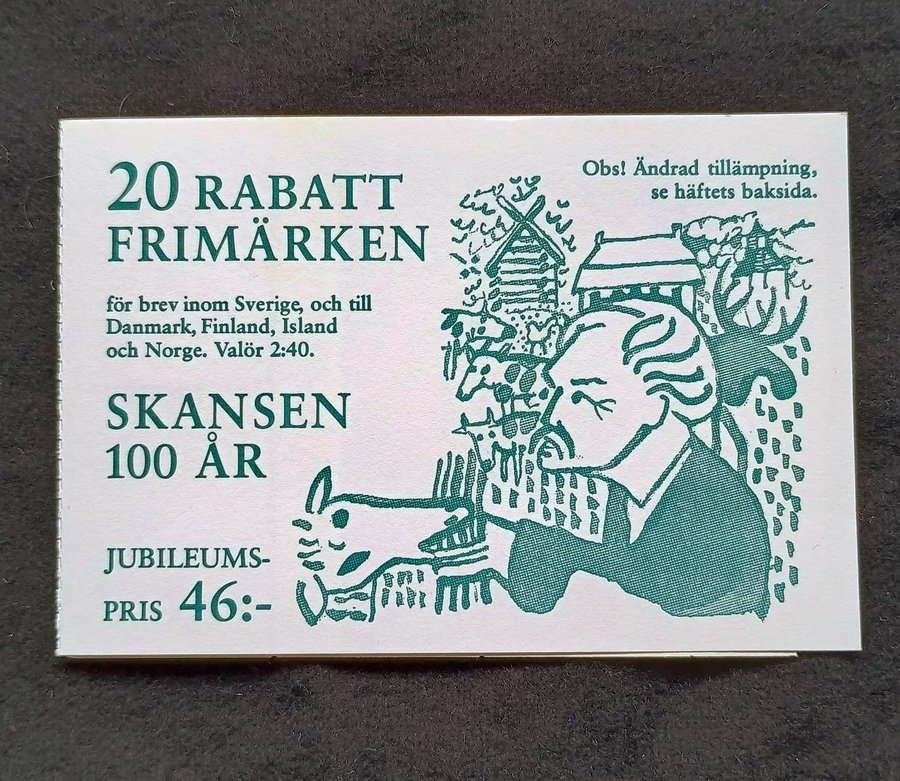 20 RABATT
FRIMÄRKEN
för brev inom Sverige, och till
Danmark, Finland, Island
och Norge. Valör 2:40.
SKANSEN
100 ÅR
JUBILEUMS-
PRIS 46:-
Obs! Ändrad tillämpning,
se häftets baksida.